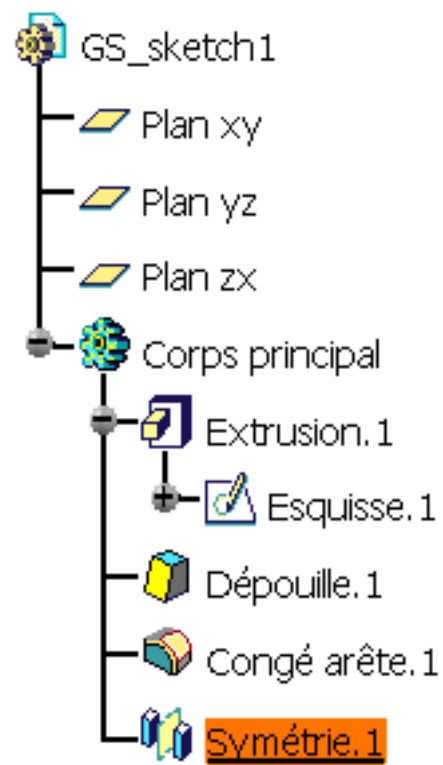 GS_sketch1
Plan xy
Plan yz
Plan zx
Corps principal
Extrusion.1
Esquisse.1
Dépouille.1
Congé arête.1
Symétrie.1